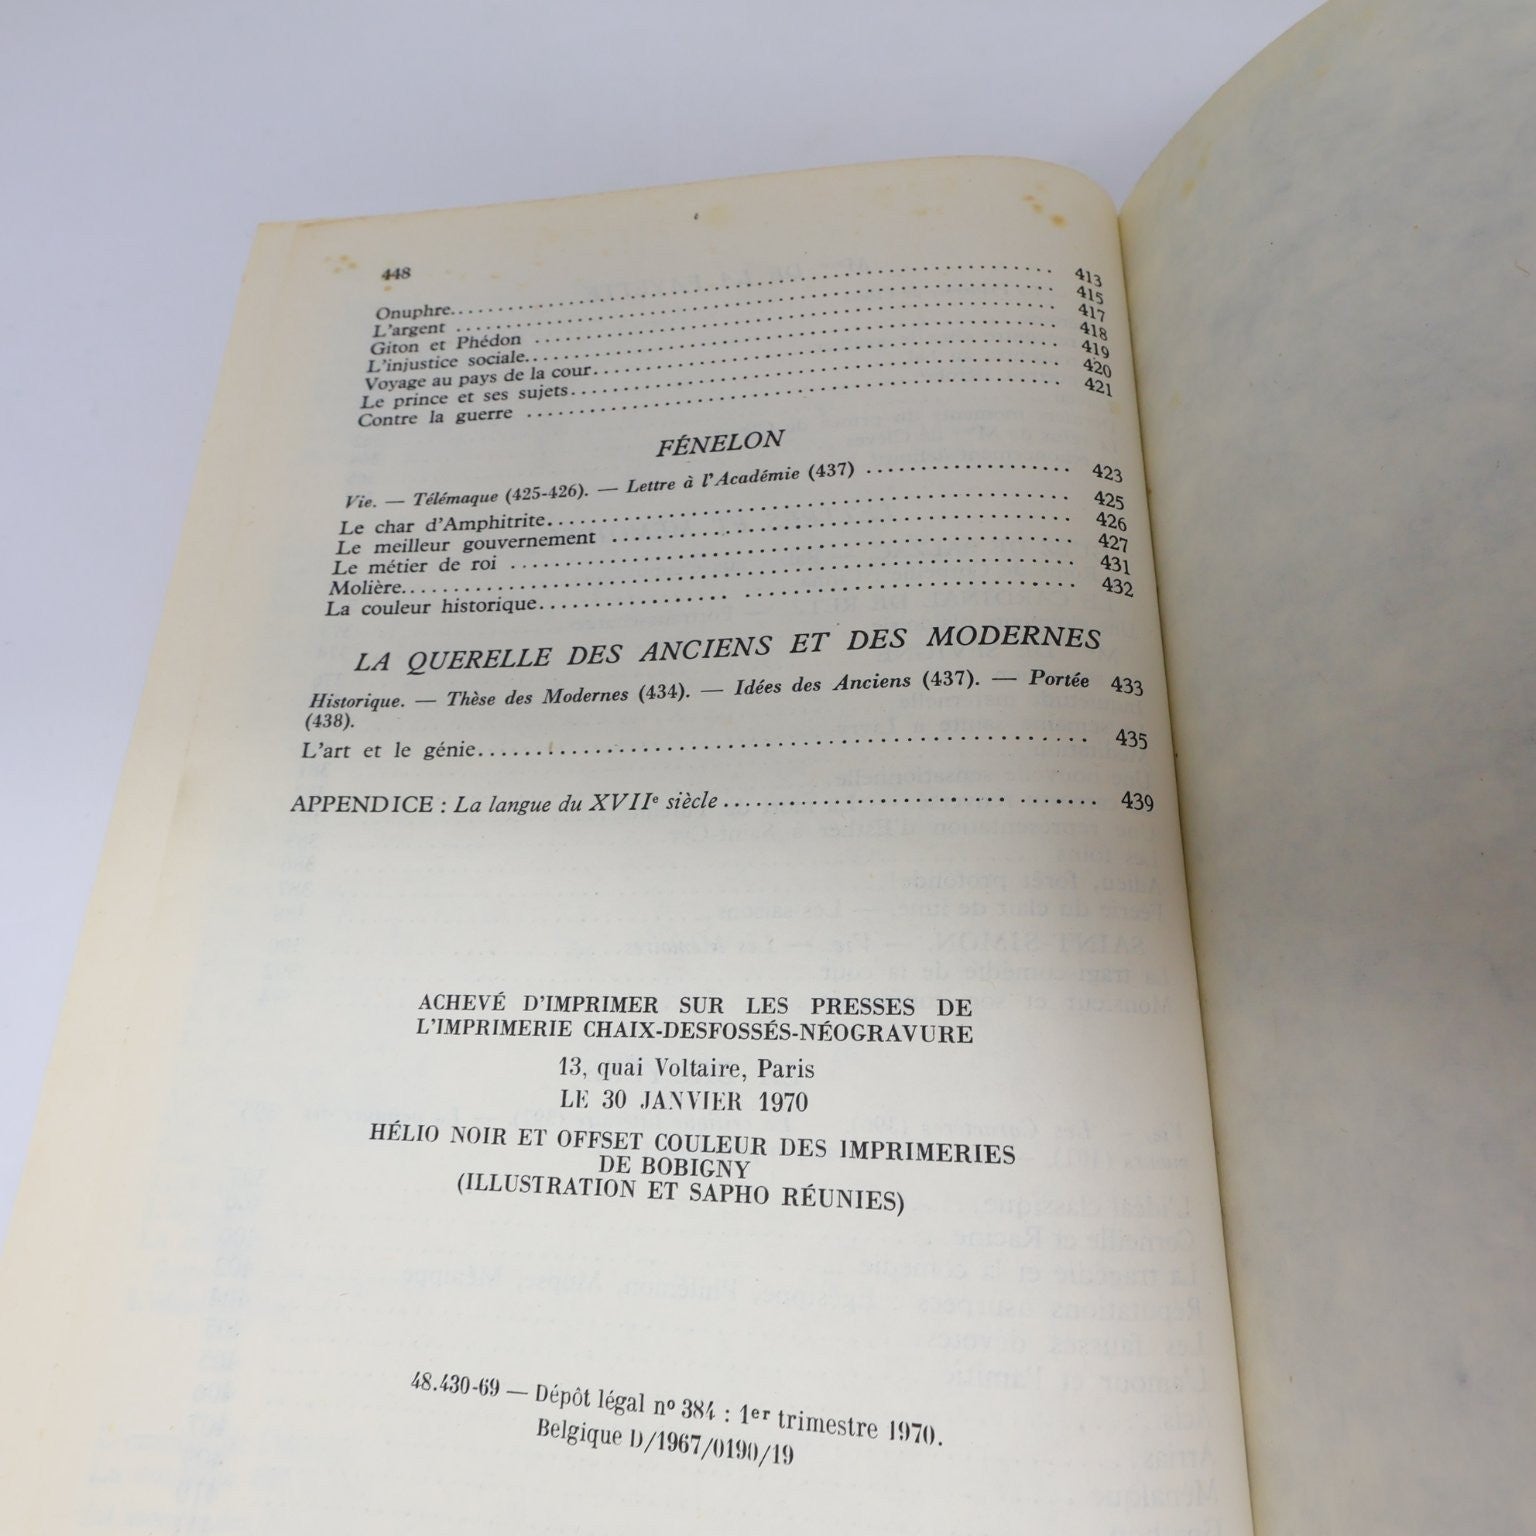 448
Onuphre........................................ 413
L'argent ........................................ 415
Giton et Phédon ........................................ 417
L'injustice sociale........................................ 418
Voyage au pays de la cour........................................ 419
Le prince et ses sujets........................................ 420
Contre la guerre ........................................ 421
FÉNELON
Vie. — Télémaque (425-426). — Lettre à l'Académie (437) .................... 423
Le char d'Amphitrite........................................ 425
Le meilleur gouvernement ........................................ 426
Le métier de roi ........................................ 427
Molière........................................ 431
La couleur historique........................................ 432
LA QUERELLE DES ANCIENS ET DES MODERNES
Historique. — Thèse des Modernes (434). — Idées des Anciens (437). — Portée 433
(438).
L'art et le génie........................................ 435
APPENDICE : La langue du XVIIe siècle........................................ 439
ACHEVÉ D'IMPRIMER SUR LES PRESSES DE
L'IMPRIMERIE CHAIX-DESFOSSÉS-NÉOGRAVURE
13, quai Voltaire, Paris
LE 30 JANVIER 1970
HÉLIO NOIR ET OFFSET COULEUR DES IMPRIMERIES
DE BOBIGNY
(ILLUSTRATION ET SAPHO RÉUNIES)
48.430-69 — Dépôt légal nº 384 : 1er trimestre 1970.
Belgique D/1967/0190/19